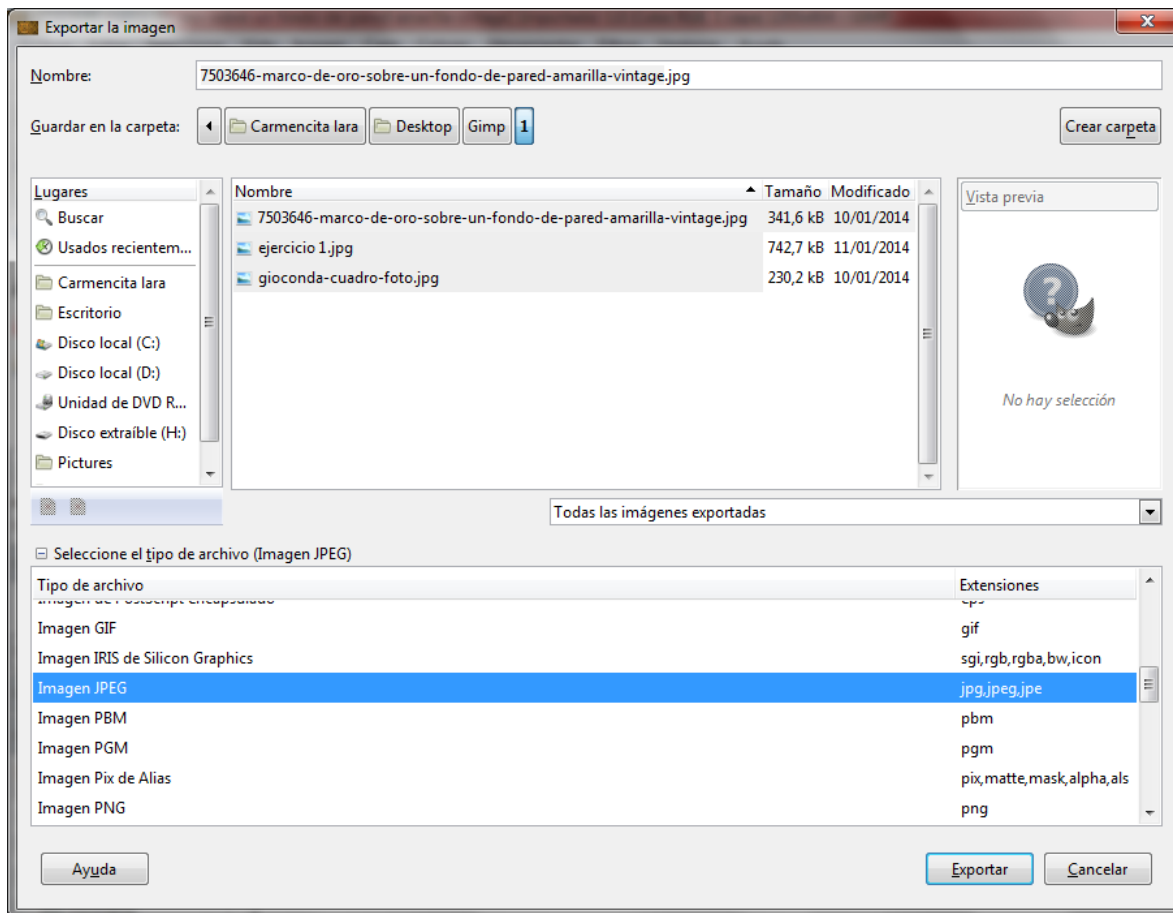 Exportar la imagen
Nombre:
7503646-marco-de-oro-sobre-un-fondo-de-pared-amarilla-vintage.jpg
Guardar en la carpeta:
Carmencita lara
Desktop
Gimp
1
Crear carpeta
Lugares
Buscar
Usados recientem...
Carmencita lara
Escritorio
Disco local (C:)
Disco local (D:)
Unidad de DVD R...
Disco extraíble (H:)
Pictures
Nombre Tamaño Modificado
7503646-marco-de-oro-sobre-un-fondo-de-pared-amarilla-vintage.jpg 341,6 kB 10/01/2014
ejercicio 1.jpg 742,7 kB 11/01/2014
gioconda-cuadro-foto.jpg 230,2 kB 10/01/2014
Vista previa
No hay selección
Todas las imágenes exportadas
Seleccione el tipo de archivo (Imagen JPEG)
Tipo de archivo Extensiones
Imagen de PostScript encapsulado eps
Imagen GIF gif
Imagen IRIS de Silicon Graphics sgi,rgb,rgba,bw,icon
Imagen JPEG jpg,jpeg,jpe
Imagen PBM pbm
Imagen PGM pgm
Imagen Pix de Alias pix,matte,mask,alpha,als
Imagen PNG png
Ayuda
Exportar
Cancelar